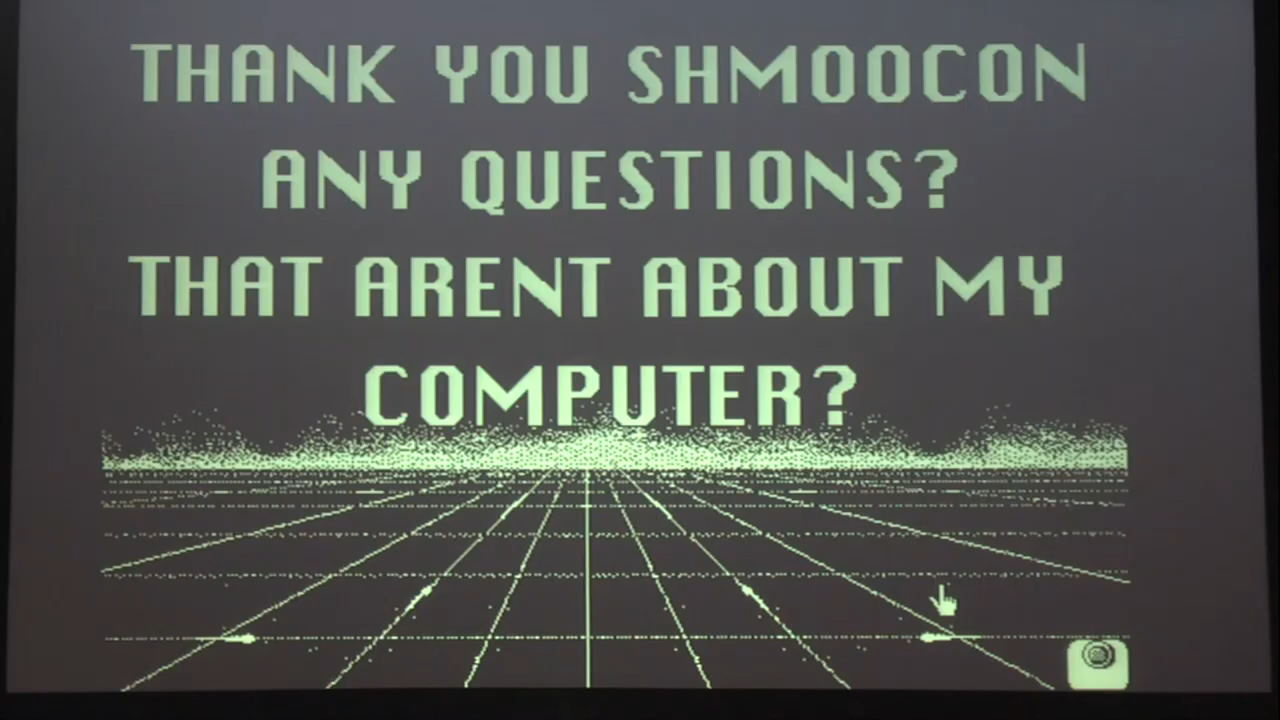 THANK YOU SHMOOCON
ANY QUESTIONS?
THAT ARENT ABOUT MY
COMPUTER?